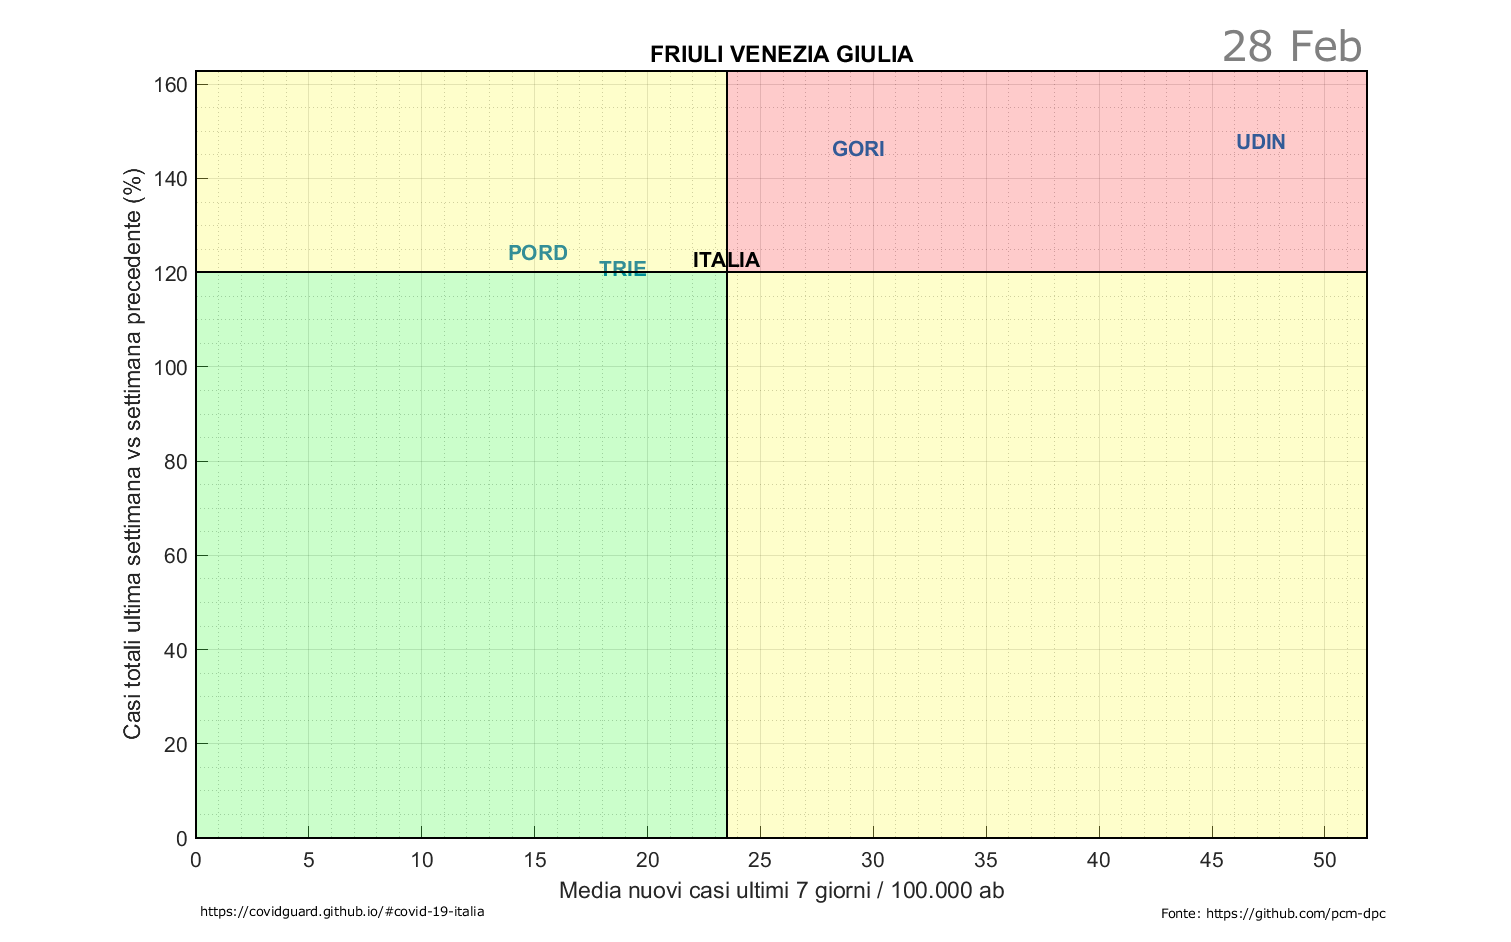 28 Feb
FRIULI VENEZIA GIULIA
160
140
120
100
80
60
40
20
0
Casi totali ultima settimana vs settimana precedente (%)
GORI
UDIN
PORD
TRIE
ITALIA
0 5 10 15 20 25 30 35 40 45 50
Media nuovi casi ultimi 7 giorni / 100.000 ab
https://covidguard.github.io/#covid-19-italia
Fonte: https://github.com/pcm-dpc